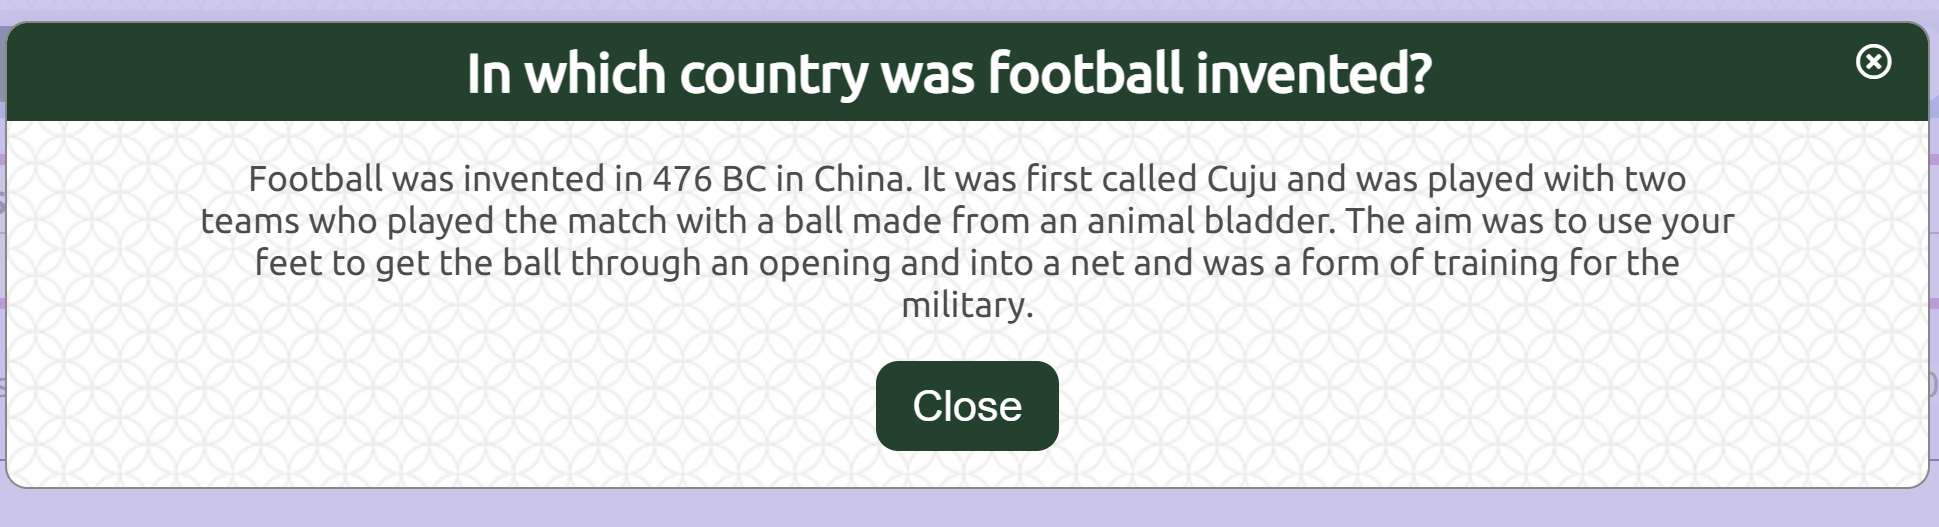 In which country was football invented?
Football was invented in 476 BC in China. It was first called Cuju and was played with two
teams who played the match with a ball made from an animal bladder. The aim was to use your
feet to get the ball through an opening and into a net and was a form of training for the
military.
Close